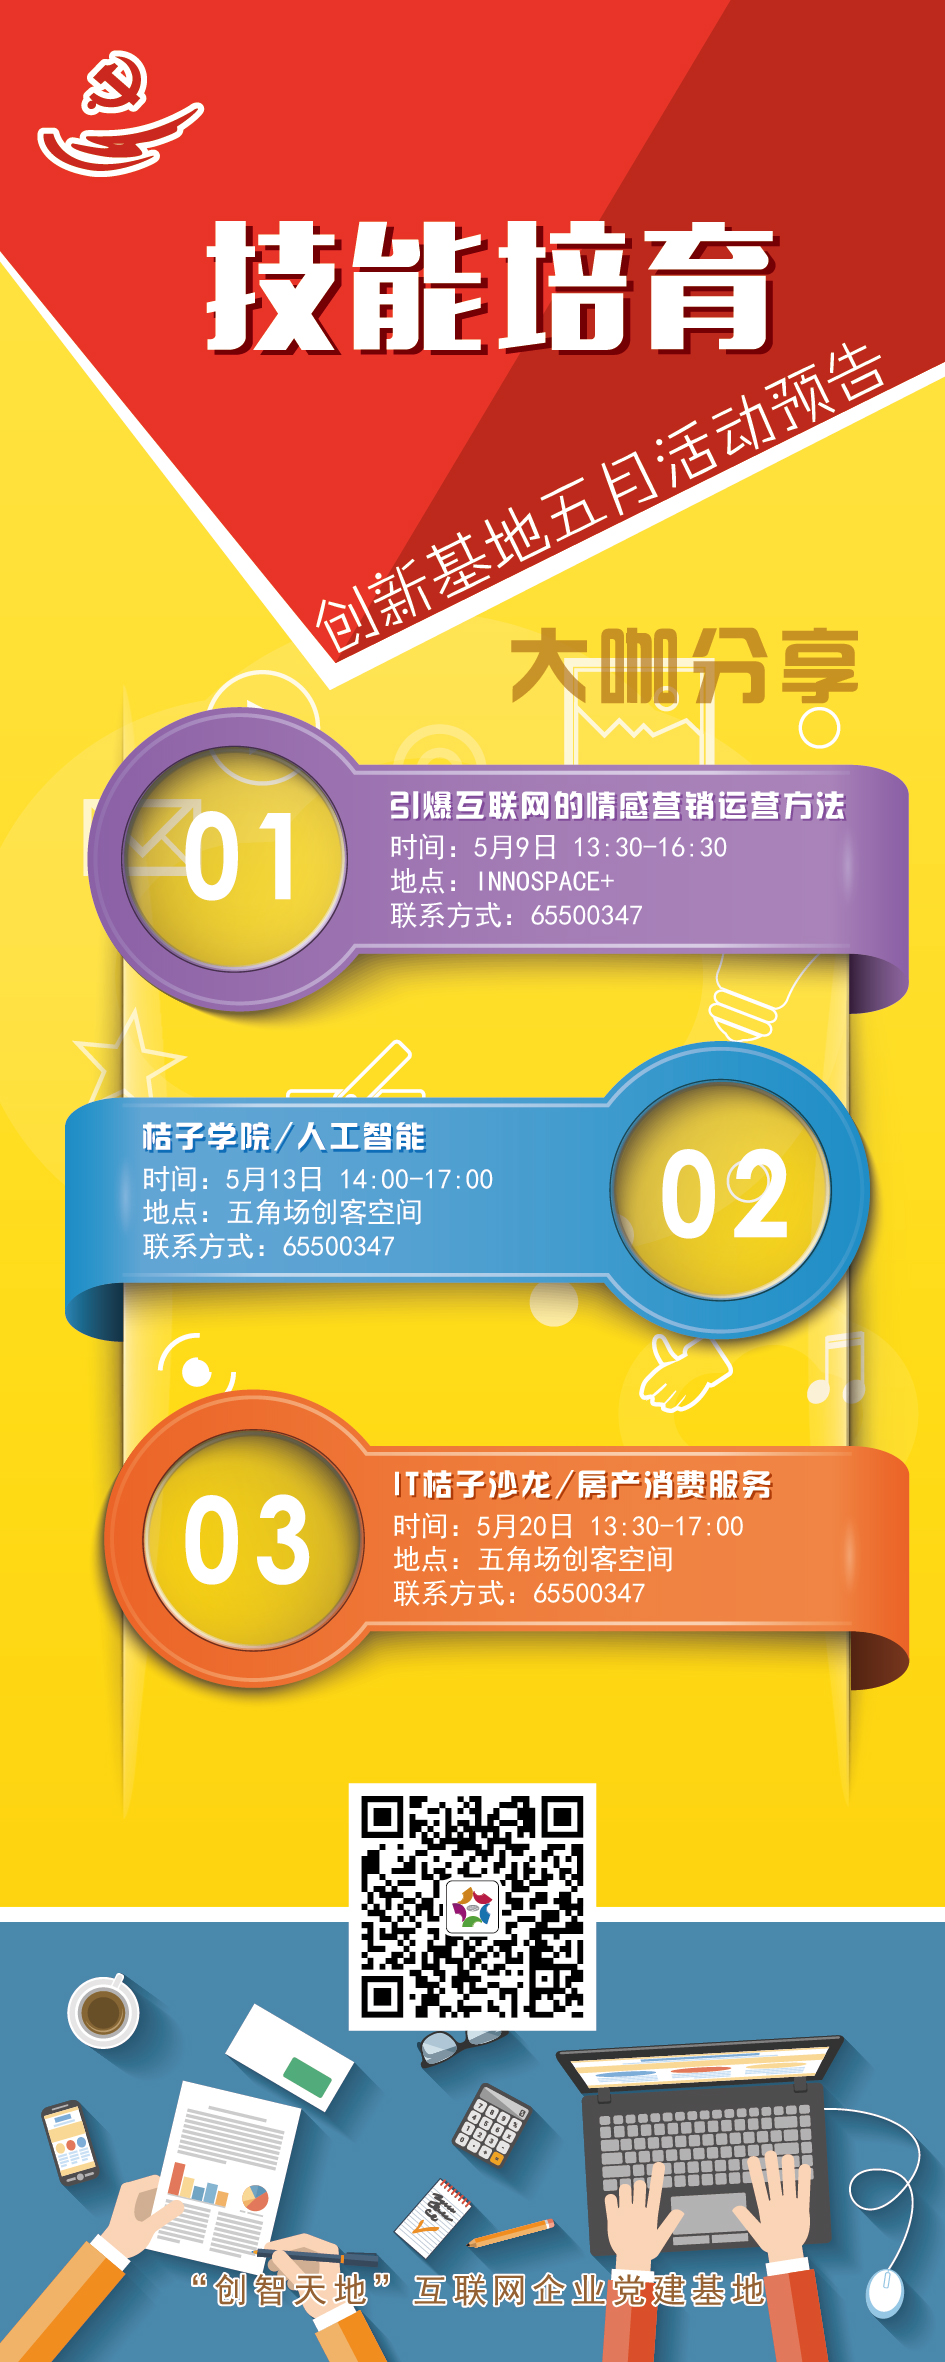 技能培育
创新基地五月活动预告
大咖分享
01
引爆互联网的情感营销运营方法
时间：5月9日 13:30-16:30
地点：INNOSPACE+
联系方式：65500347
桔子学院/人工智能
时间：5月13日 14:00-17:00
地点：五角场创客空间
联系方式：65500347
02
IT桔子沙龙/房产消费服务
时间：5月20日 13:30-17:00
地点：五角场创客空间
联系方式：65500347
03
“创智天地” 互联网企业党建基地